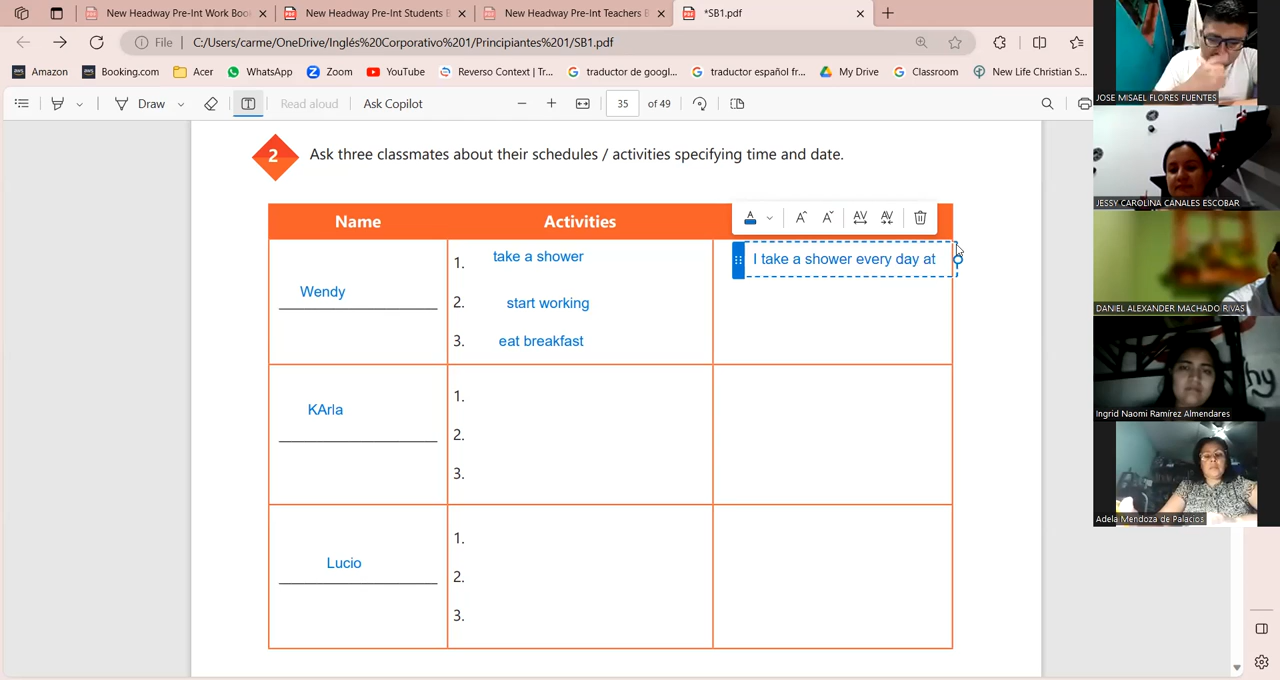 New Headway Pre-Int Work Boo
New Headway Pre-Int Students B
New Headway Pre-Int Teachers B
*SB1.pdf
File
C:/Users/carme/OneDrive/Inglés%20Corporativo%201/Principiantes%201/SB1.pdf
Amazon
Booking.com
Acer
WhatsApp
Zoom
YouTube
Reverso Context | Tr...
traductor de googl...
traductor español fr...
My Drive
Classroom
New Life Christian S...
Draw
Read aloud
Ask Copilot
35 of 49
2 Ask three classmates about their schedules / activities specifying time and date.
Name Activities
Wendy
1. take a shower
2. start working
3. eat breakfast
I take a shower every day at
KArla
1.
2.
3.
Lucio
1.
2.
3.
JOSE MISAEL FLORES FUENTES
JESSY CAROLINA CANALES ESCOBAR
DANIEL ALEXANDER MACHADO RIVAS
Ingrid Naomi Ramírez Almendares
Adela Mendoza de Palacios